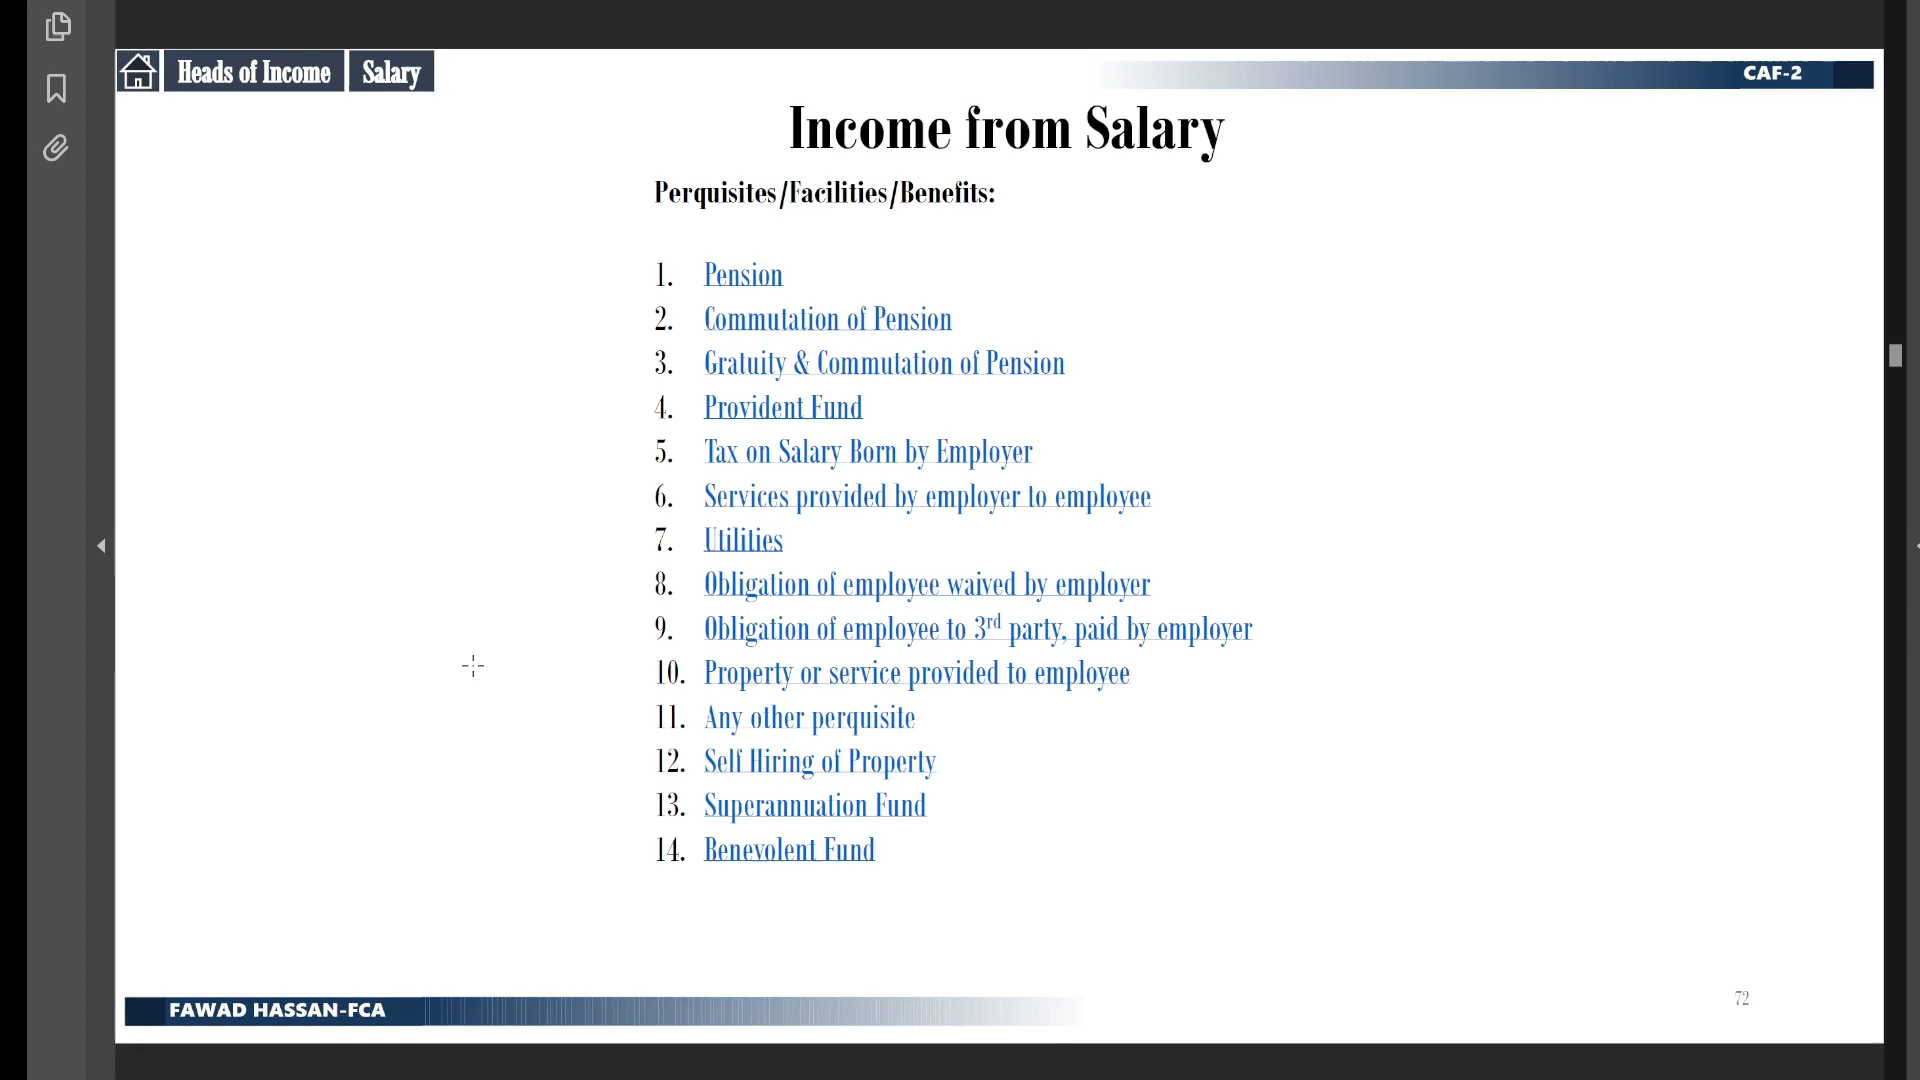 Heads of Income Salary CAF-2
Income from Salary
Perquisites/Facilities/Benefits:
1. Pension
2. Commutation of Pension
3. Gratuity & Commutation of Pension
4. Provident Fund
5. Tax on Salary Born by Employer
6. Services provided by employer to employee
7. Utilities
8. Obligation of employee waived by employer
9. Obligation of employee to 3rd party, paid by employer
10. Property or service provided to employee
11. Any other perquisite
12. Self Hiring of Property
13. Superannuation Fund
14. Benevolent Fund
72
FAWAD HASSAN-FCA